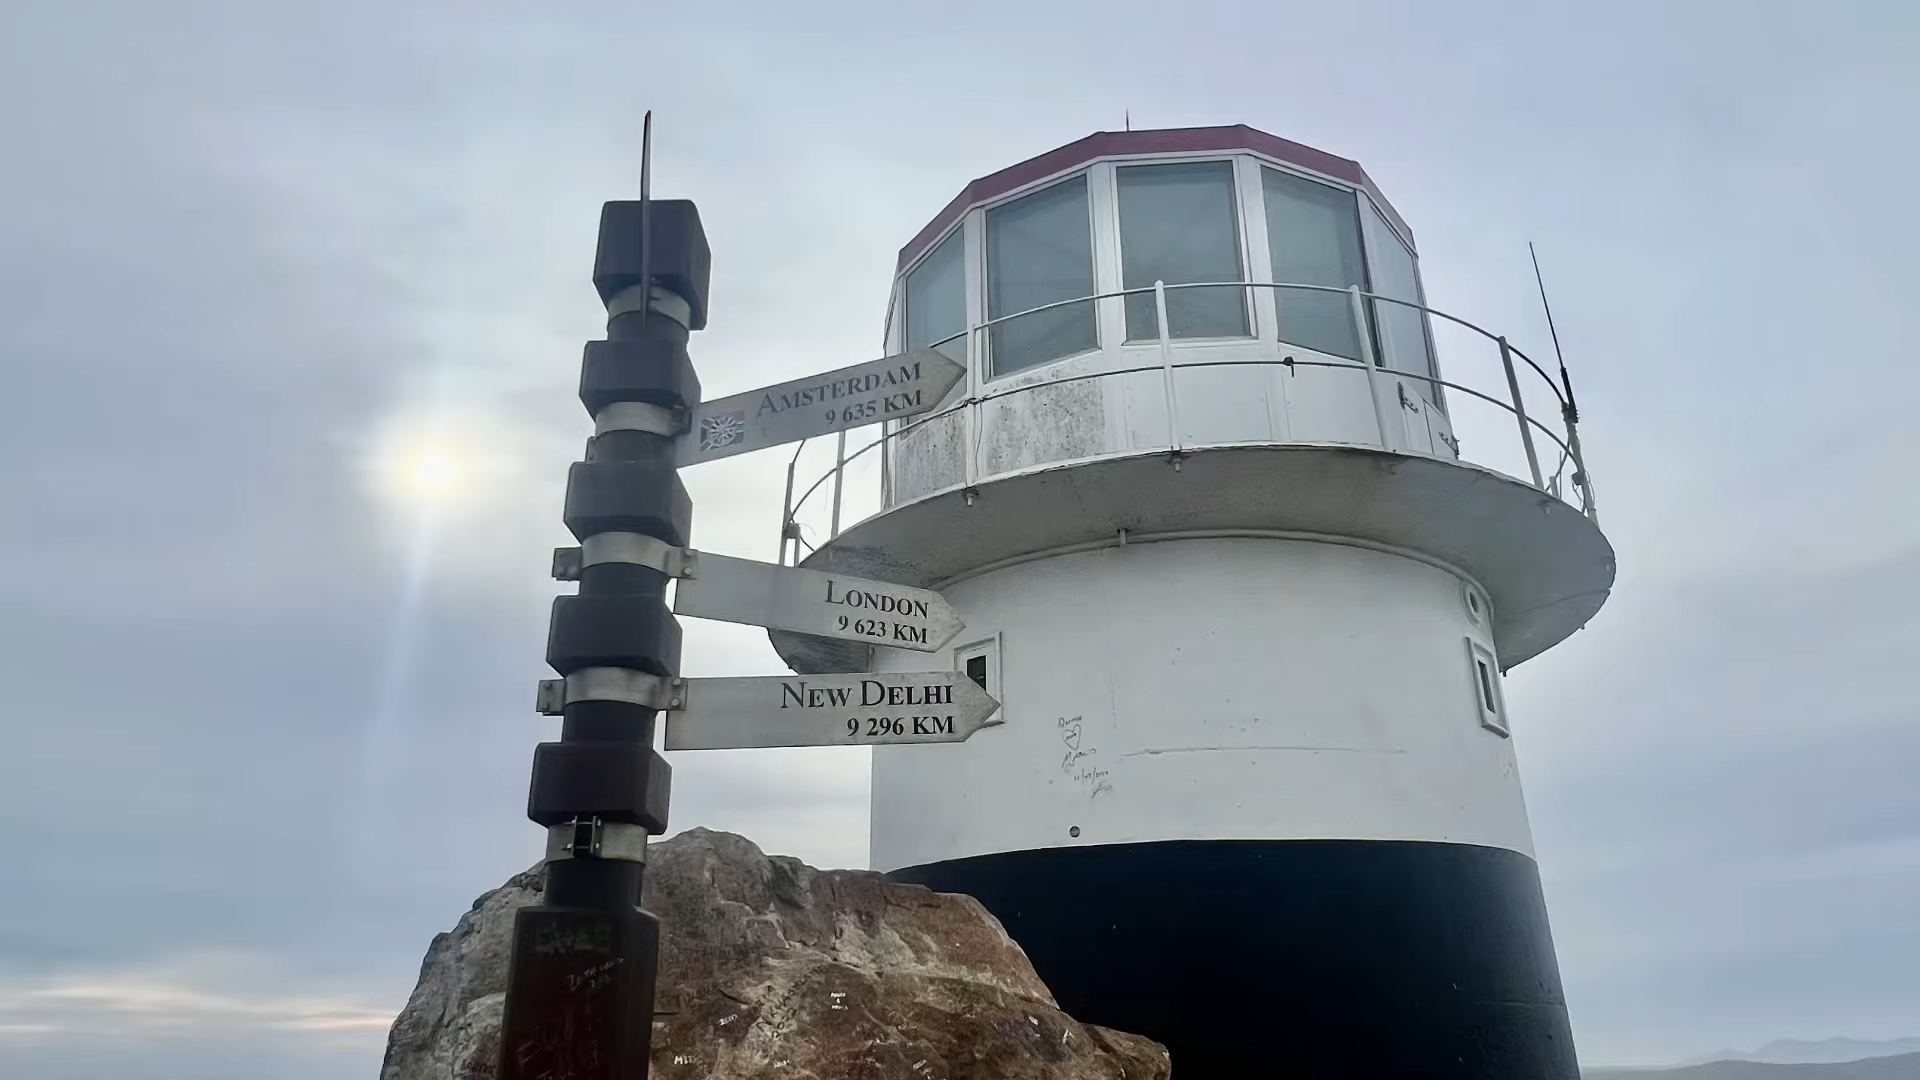 AMSTERDAM
9 635 KM
LONDON
9 623 KM
NEW DELHI
9 296 KM